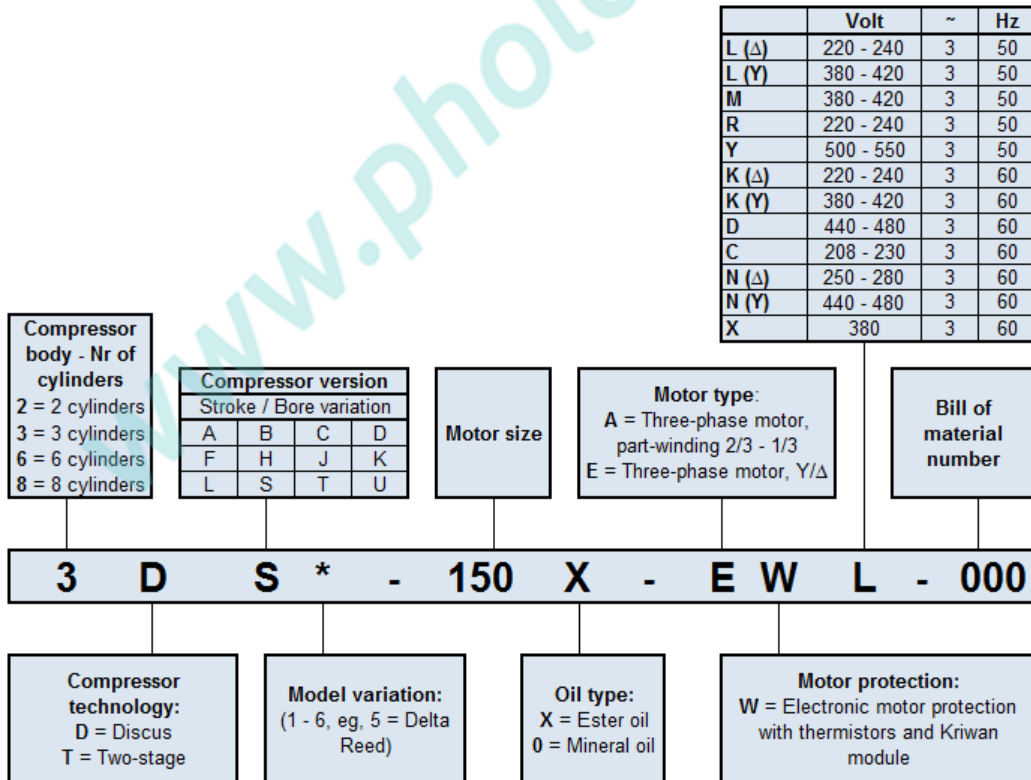 Volt ~ Hz
L (Δ) 220 - 240 3 50
L (Y) 380 - 420 3 50
M 380 - 420 3 50
R 220 - 240 3 50
Y 500 - 550 3 50
K (Δ) 220 - 240 3 60
K (Y) 380 - 420 3 60
D 440 - 480 3 60
C 208 - 230 3 60
N (Δ) 250 - 280 3 60
N (Y) 440 - 480 3 60
X 380 3 60
Compressor
body - Nr of
cylinders
2 = 2 cylinders
3 = 3 cylinders
6 = 6 cylinders
8 = 8 cylinders
Compressor version
Stroke / Bore variation
A B C D
F H J K
L S T U
Motor size
Motor type:
A = Three-phase motor,
part-winding 2/3 - 1/3
E = Three-phase motor, Y/Δ
Bill of
material
number
3 D S * - 150 X - E W L - 000
Compressor
technology:
D = Discus
T = Two-stage
Model variation:
(1 - 6, eg, 5 = Delta
Reed)
Oil type:
X = Ester oil
0 = Mineral oil
Motor protection:
W = Electronic motor protection
with thermistors and Kriwan
module